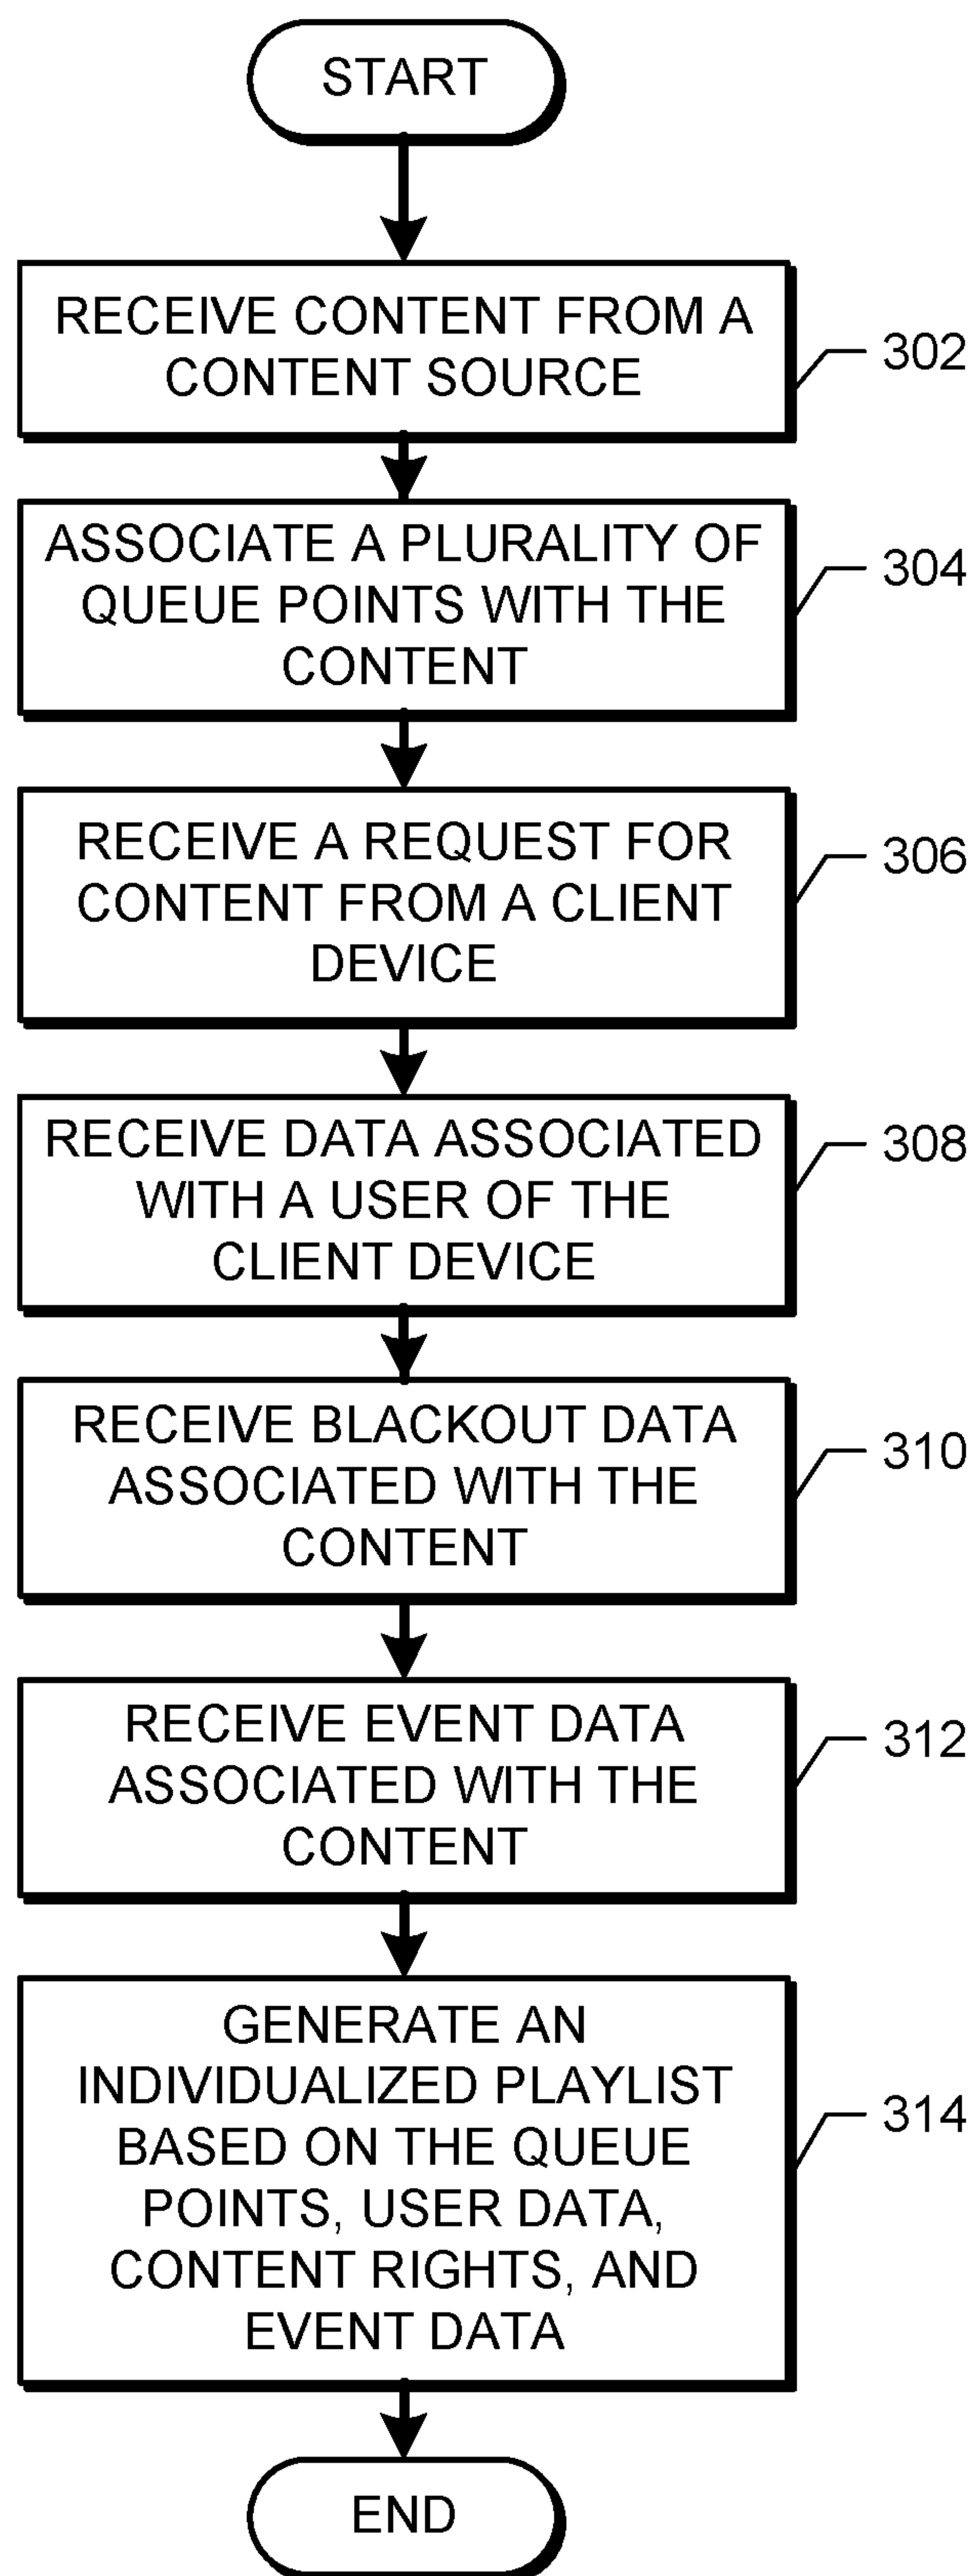 START
RECEIVE CONTENT FROM A
CONTENT SOURCE
302
ASSOCIATE A PLURALITY OF
QUEUE POINTS WITH THE
CONTENT
304
RECEIVE A REQUEST FOR
CONTENT FROM A CLIENT
DEVICE
306
RECEIVE DATA ASSOCIATED
WITH A USER OF THE
CLIENT DEVICE
308
RECEIVE BLACKOUT DATA
ASSOCIATED WITH THE
CONTENT
310
RECEIVE EVENT DATA
ASSOCIATED WITH THE
CONTENT
312
GENERATE AN
INDIVIDUALIZED PLAYLIST
BASED ON THE QUEUE
POINTS, USER DATA,
CONTENT RIGHTS, AND
EVENT DATA
314
END